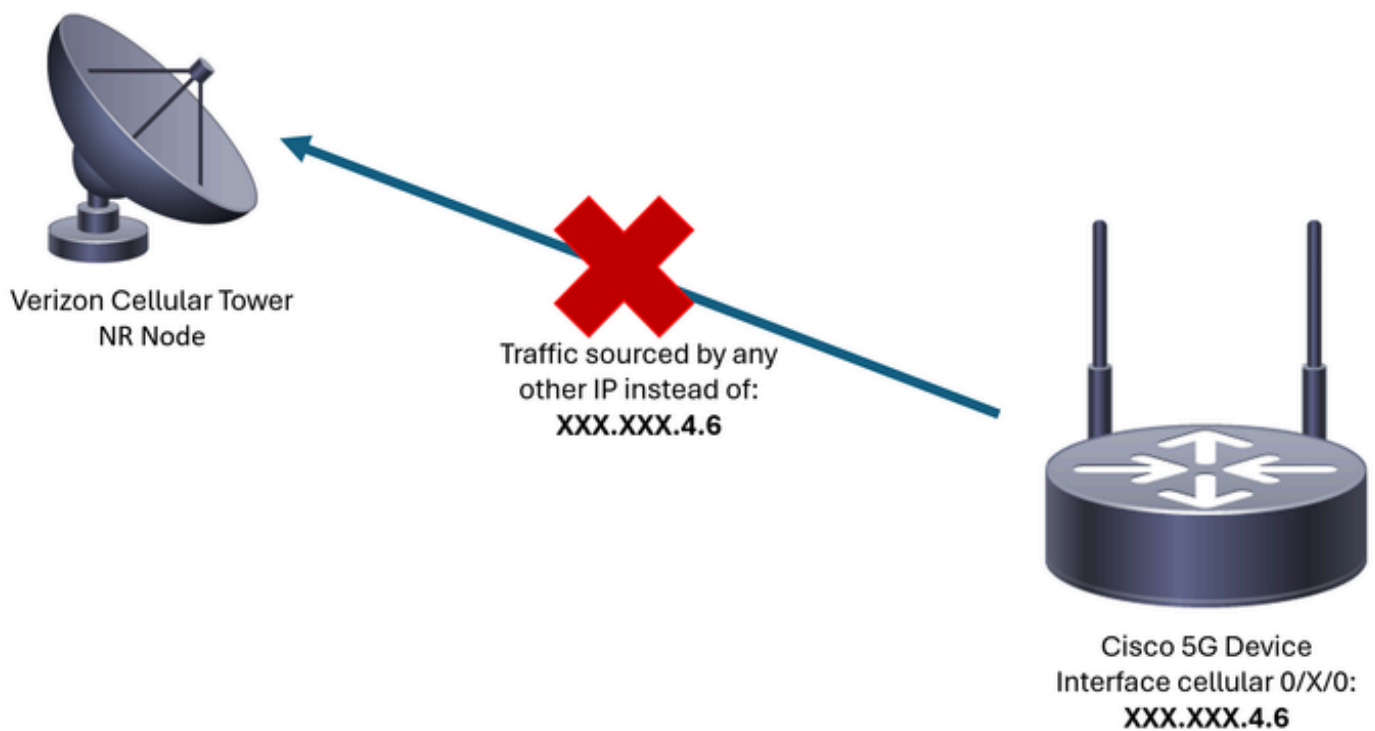 Verizon Cellular Tower
NR Node
Traffic sourced by any
other IP instead of:
XXX.XXX.4.6
Cisco 5G Device
Interface cellular 0/X/0:
XXX.XXX.4.6